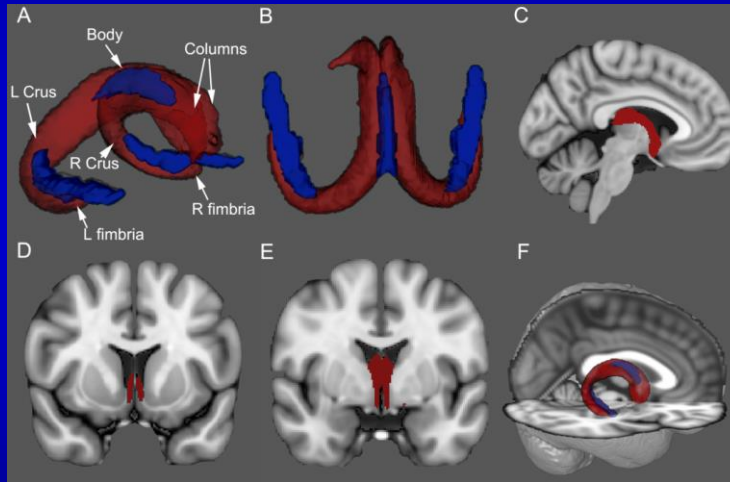 A
B
C
Body
Columns
L Crus
R Crus
R fimbria
L fimbria
D
E
F